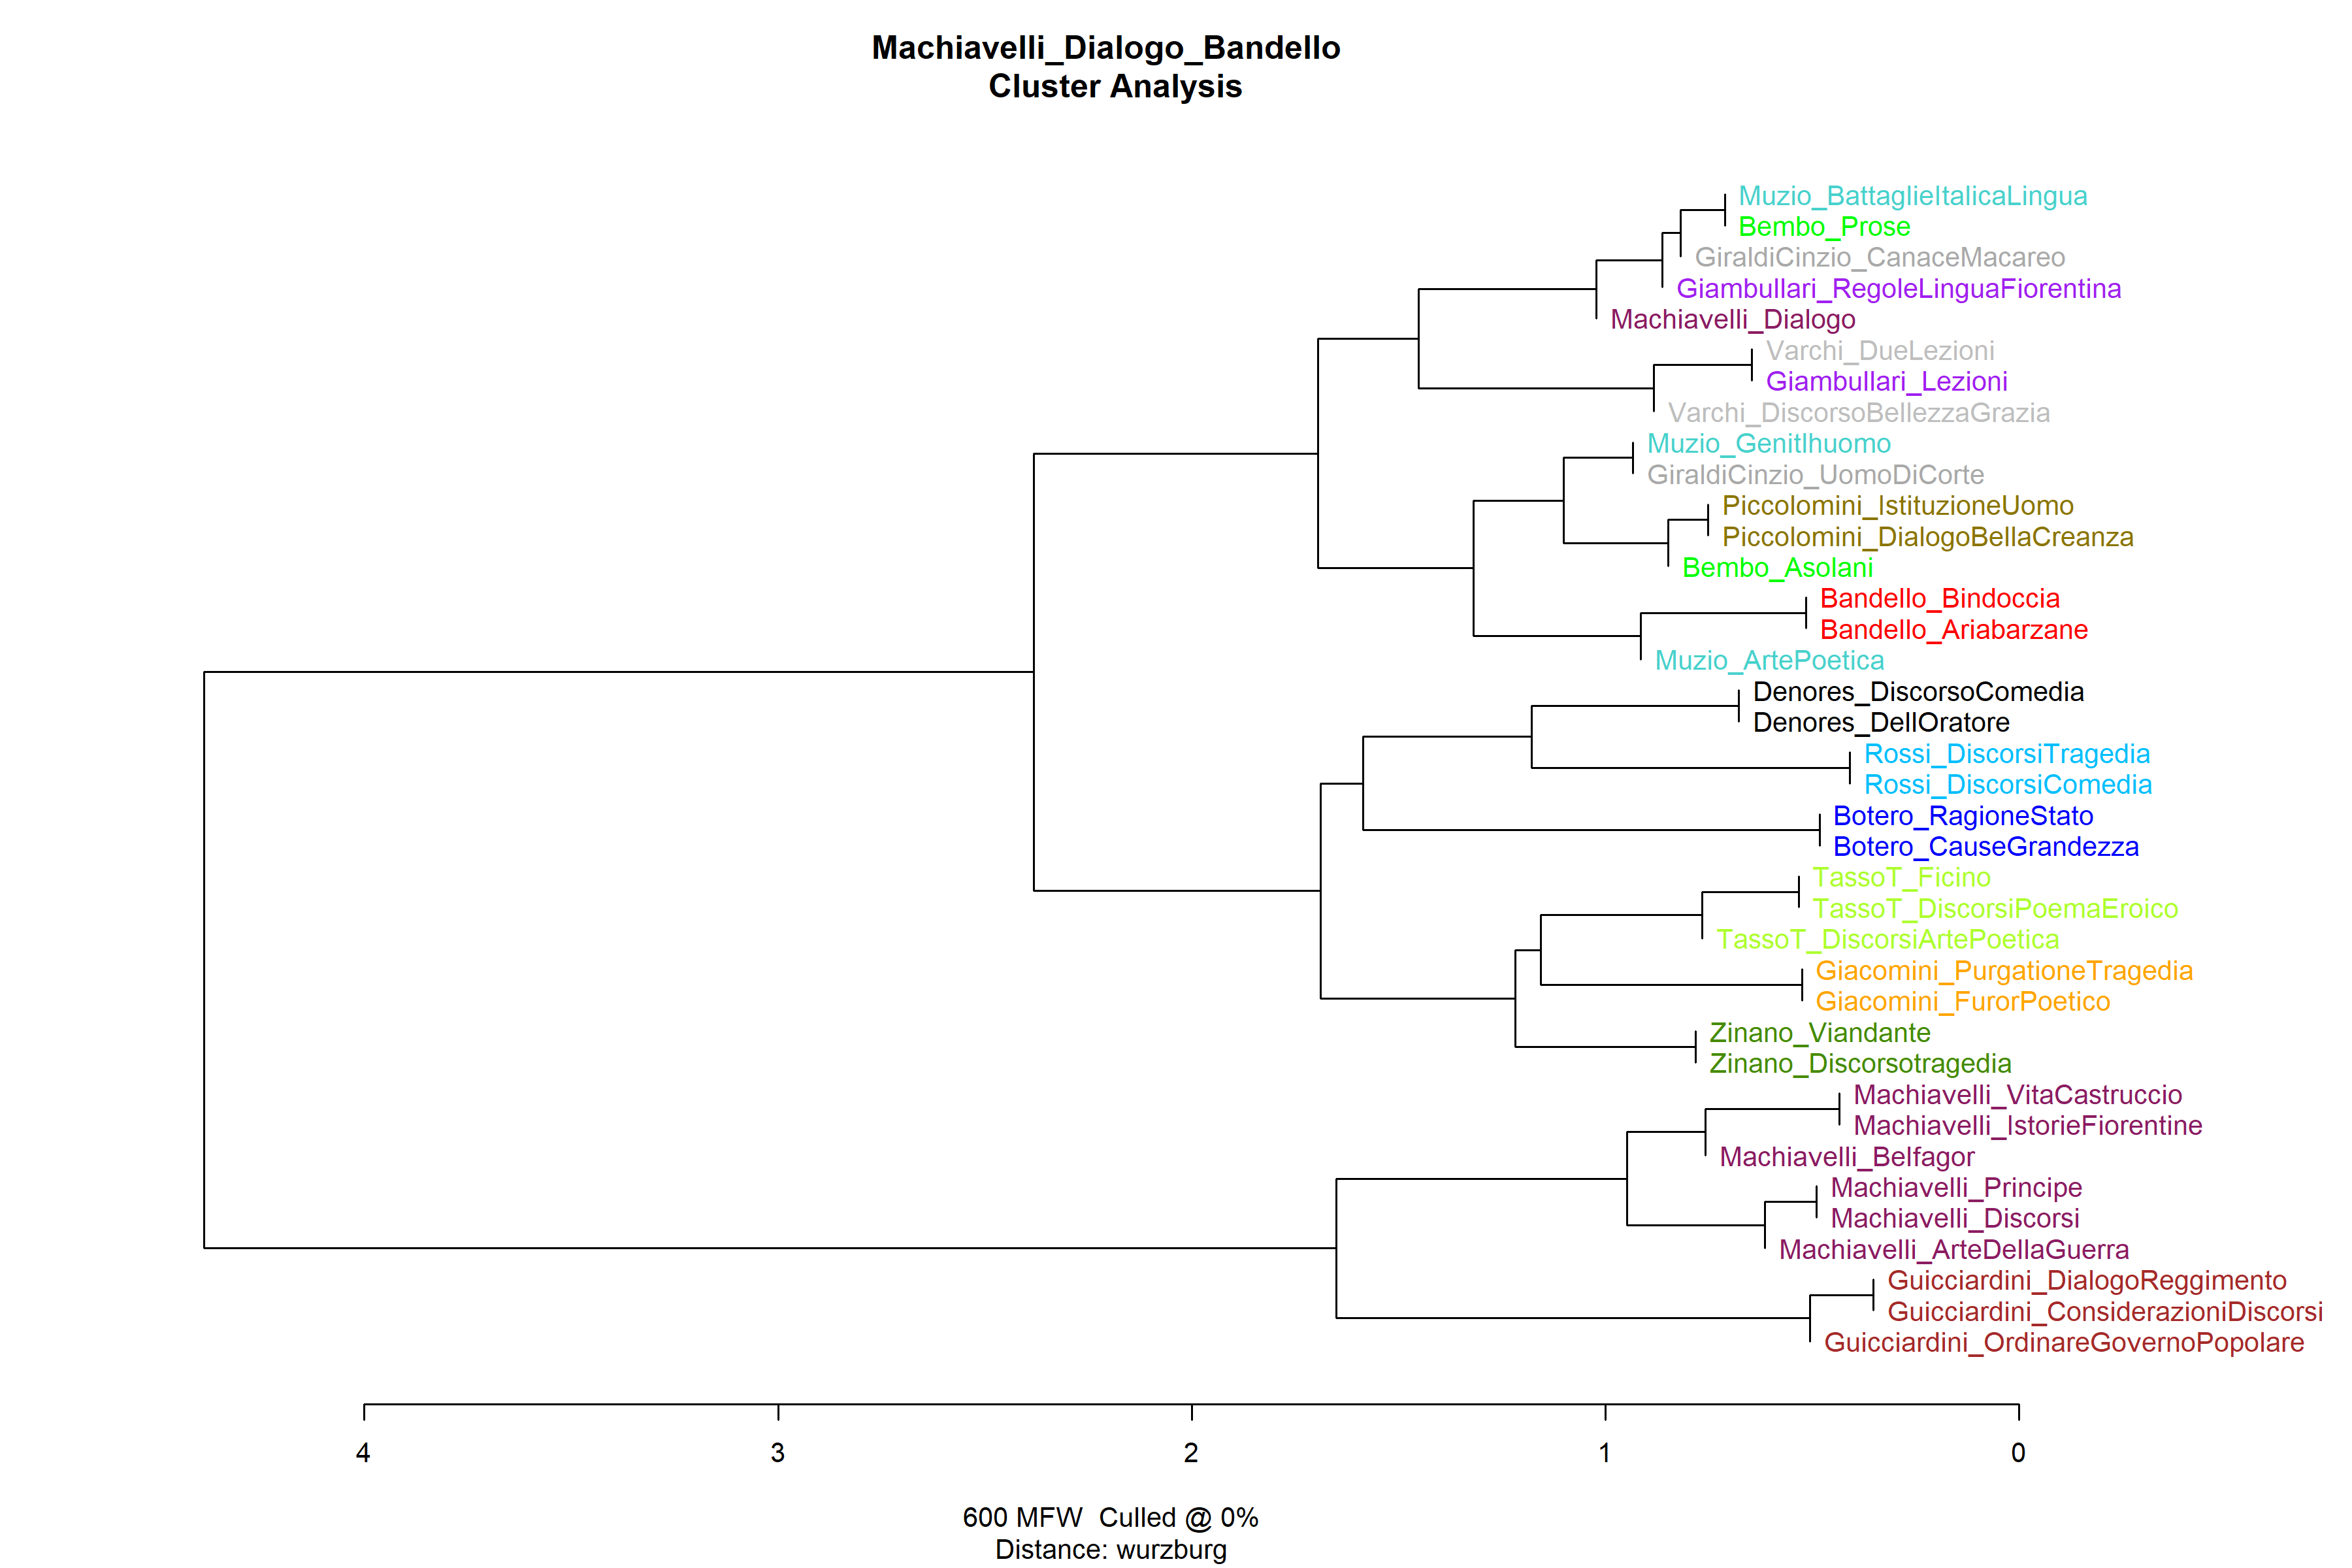 Machiavelli_Dialogo_Bandello
Cluster Analysis
Muzio_BattaglieItalicaLingua
Bembo_Prose
GiraldiCinzio_CanaceMacareo
Giambullari_RegoleLinguaFiorentina
Machiavelli_Dialogo
Varchi_DueLezioni
Giambullari_Lezioni
Varchi_DiscorsoBellezzaGrazia
Muzio_Genitlhuomo
GiraldiCinzio_UomoDiCorte
Piccolomini_IstituzioneUomo
Piccolomini_DialogoBellaCreanza
Bembo_Asolani
Bandello_Bindoccia
Bandello_Ariabarzane
Muzio_ArtePoetica
Denores_DiscorsoComedia
Denores_DellOratore
Rossi_DiscorsiTragedia
Rossi_DiscorsiComedia
Botero_RagioneStato
Botero_CauseGrandezza
TassoT_Ficino
TassoT_DiscorsiPoemaEroico
TassoT_DiscorsiArtePoetica
Giacomini_PurgationeTragedia
Giacomini_FurorPoetico
Zinano_Viandante
Zinano_Discorsotragedia
Machiavelli_VitaCastruccio
Machiavelli_IstorieFiorentine
Machiavelli_Belfagor
Machiavelli_Principe
Machiavelli_Discorsi
Machiavelli_ArteDellaGuerra
Guicciardini_DialogoReggimento
Guicciardini_ConsiderazioniDiscorsi
Guicciardini_OrdinareGovernoPopolare
4 3 2 1 0
600 MFW Culled @ 0%
Distance: wurzburg